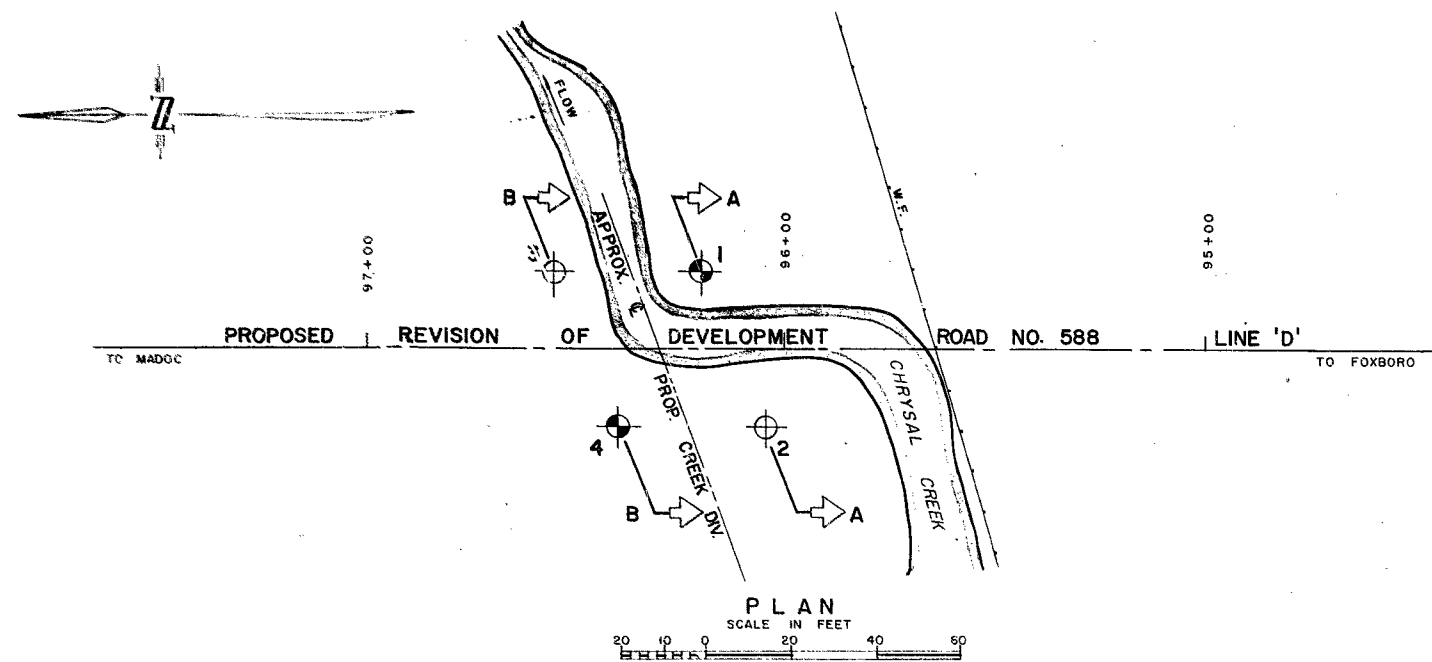 N
FLOW
B
A
W.F.
APPROX. ℄
1
97+00
96+00
95+00
PROPOSED REVISION OF DEVELOPMENT ROAD NO. 588 LINE 'D'
TO MADOC
TO FOXBORO
PROP. CREEK DIV.
CHRYSAL CREEK
4
2
B
A
PLAN
SCALE IN FEET
20 10 0 20 40 60